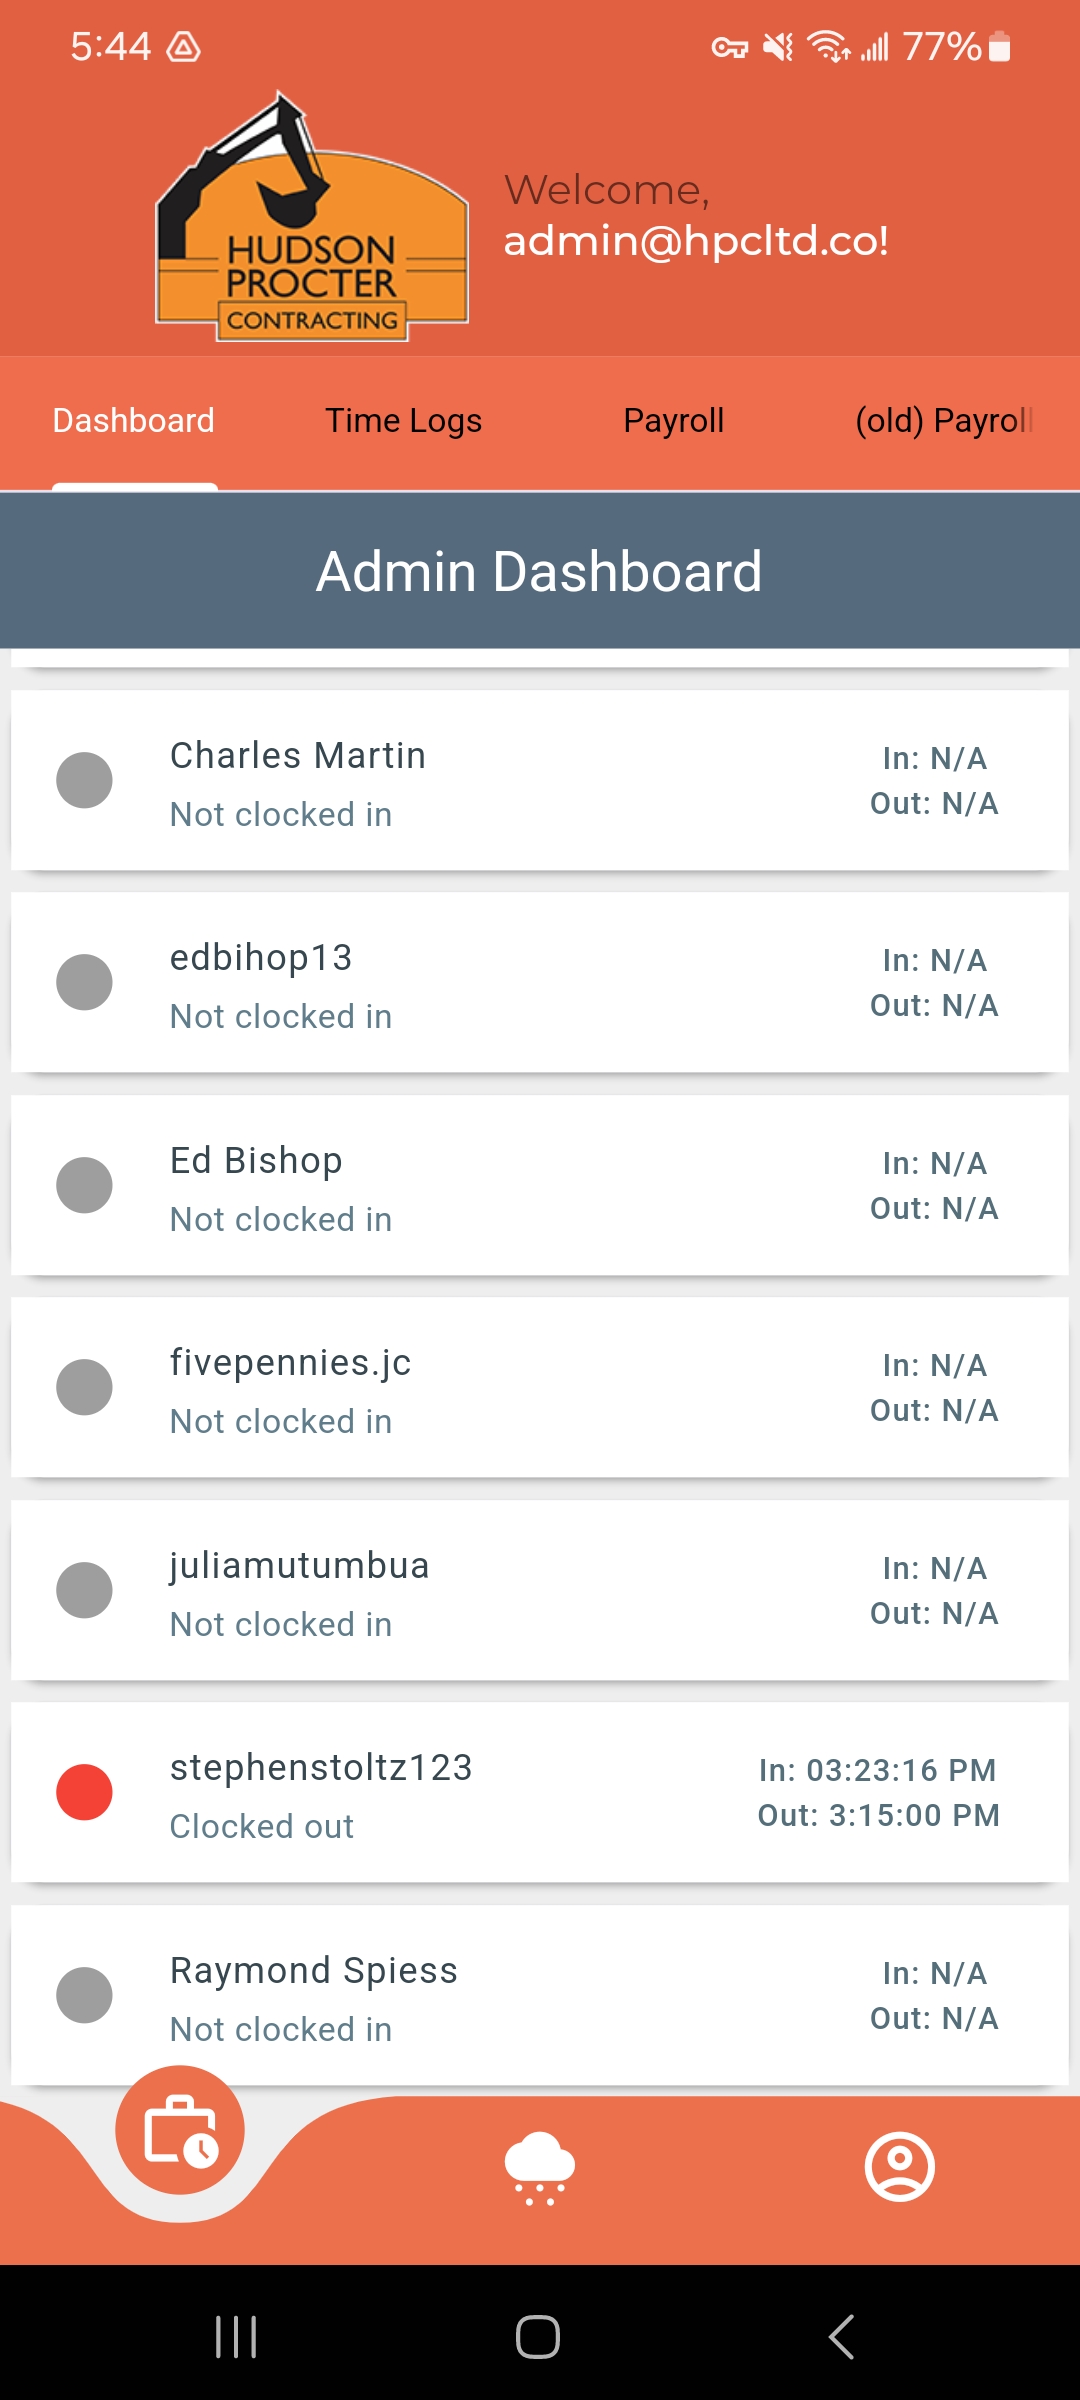 5:44
77%
HUDSON
PROCTER
CONTRACTING
Welcome,
admin@hpcltd.co!
Dashboard
Time Logs
Payroll
(old) Payroll
Admin Dashboard
Charles Martin
Not clocked in
In: N/A
Out: N/A
edbihop13
Not clocked in
In: N/A
Out: N/A
Ed Bishop
Not clocked in
In: N/A
Out: N/A
fivepennies.jc
Not clocked in
In: N/A
Out: N/A
juliamutumbua
Not clocked in
In: N/A
Out: N/A
stephenstoltz123
Clocked out
In: 03:23:16 PM
Out: 3:15:00 PM
Raymond Spiess
Not clocked in
In: N/A
Out: N/A